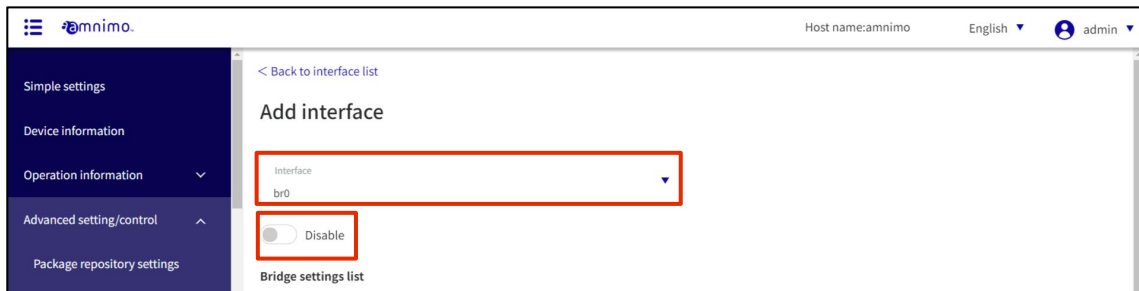 amnimo.
Host name:amnimo
English
admin
Simple settings
Device information
Operation information
Advanced setting/control
Package repository settings
< Back to interface list
Add interface
Interface
br0
Disable
Bridge settings list